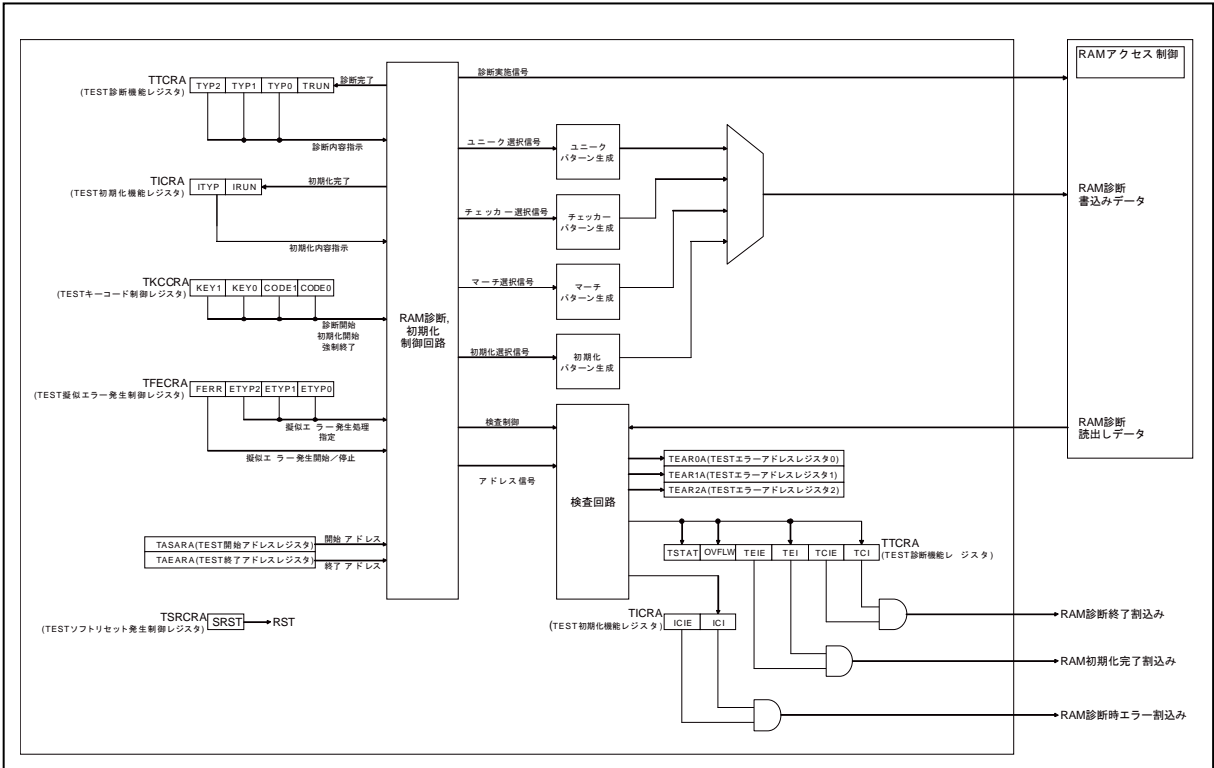 RAMアクセス制御
TTCRA
(TEST診断機能レジスタ)
TYP2 TYP1 TYP0 TRUN
診断完了
診断内容指示
TICRA
(TEST初期化機能レジスタ)
ITYP IRUN
初期化完了
初期化内容指示
TKCCRA
(TESTキーコード制御レジスタ)
KEY1 KEY0 CODE1 CODE0
診断開始
初期化開始
強制終了
TFECRA
(TEST擬似エラー発生制御レジスタ)
FERR ETYP2 ETYP1 ETYP0
擬似エラー発生処理
指定
擬似エラー発生開始/停止
TASARA(TEST開始アドレスレジスタ)
開始アドレス
TAEARA(TEST終了アドレスレジスタ)
終了アドレス
TSRCRA
(TESTソフトリセット発生制御レジスタ)
SRST
RST
RAM診断,
初期化
制御回路
診断実施信号
ユニーク選択信号
ユニーク
パターン生成
チェッカー選択信号
チェッカー
パターン生成
マーチ選択信号
マーチ
パターン生成
初期化選択信号
初期化
パターン生成
検査制御
アドレス信号
検査回路
RAM診断
書込みデータ
RAM診断
読出しデータ
TEAR0A(TESTエラーアドレスレジスタ0)
TEAR1A(TESTエラーアドレスレジスタ1)
TEAR2A(TESTエラーアドレスレジスタ2)
TSTAT OVFLW TEIE TEI TCIE TCI
TTCRA
(TEST診断機能レジスタ)
TICRA
(TEST初期化機能レジスタ)
ICIE ICI
RAM診断終了割込み
RAM初期化完了割込み
RAM診断時エラー割込み